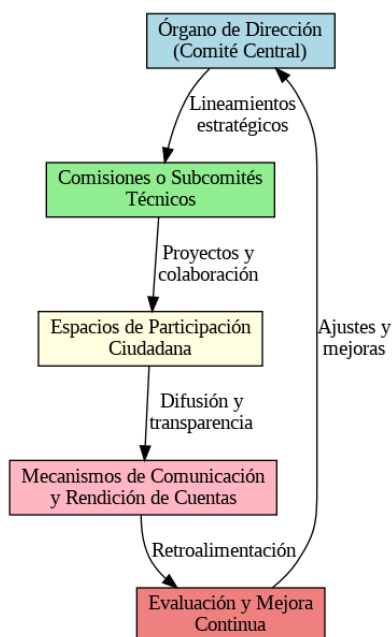 Órgano de Dirección
(Comité Central)
Lineamientos
estratégicos
Comisiones o Subcomités
Técnicos
Proyectos y
colaboración
Espacios de Participación
Ciudadana
Ajustes y
mejoras
Difusión y
transparencia
Mecanismos de Comunicación
y Rendición de Cuentas
Retroalimentación
Evaluación y Mejora
Continua